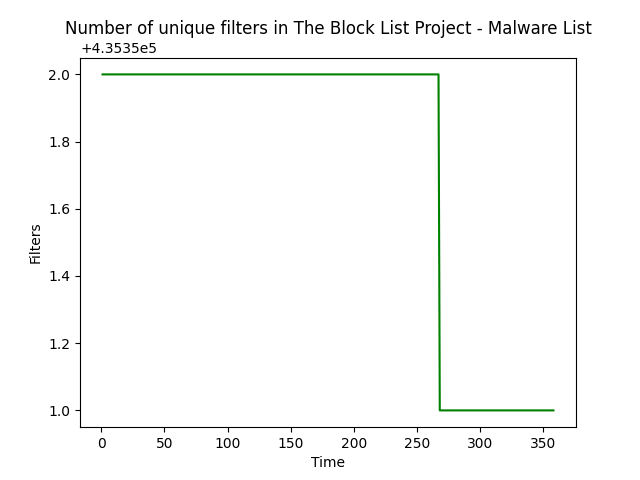 Number of unique filters in The Block List Project - Malware List
+4.3535e5
2.0
1.8
1.6
1.4
1.2
1.0
Filters
0 50 100 150 200 250 300 350
Time